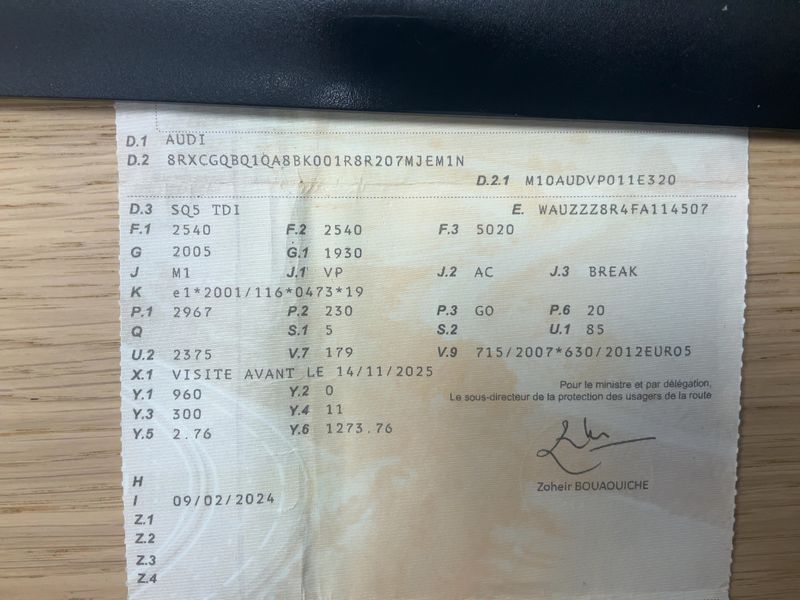 D.1 AUDI
D.2 8RXCGQBQ1QA8BK001R8R207MJEM1N
D.2.1 M10AUDVP011E320
D.3 SQ5 TDI E. WAUZZZ8R4FA114507
F.1 2540 F.2 2540 F.3 5020
G 2005 G.1 1930
J M1 J.1 VP J.2 AC J.3 BREAK
K e1*2001/116*0473*19
P.1 2967 P.2 230 P.3 GO P.6 20
Q S.1 5 S.2 U.1 85
U.2 2375 V.7 179 V.9 715/2007*630/2012EURO5
X.1 VISITE AVANT LE 14/11/2025
Y.1 960 Y.2 0
Pour le ministre et par délégation,
Le sous-directeur de la protection des usagers de la route
Y.3 300 Y.4 11
Y.5 2.76 Y.6 1273.76
Zoheir BOUAOUICHE
H
I 09/02/2024
Z.1
Z.2
Z.3
Z.4